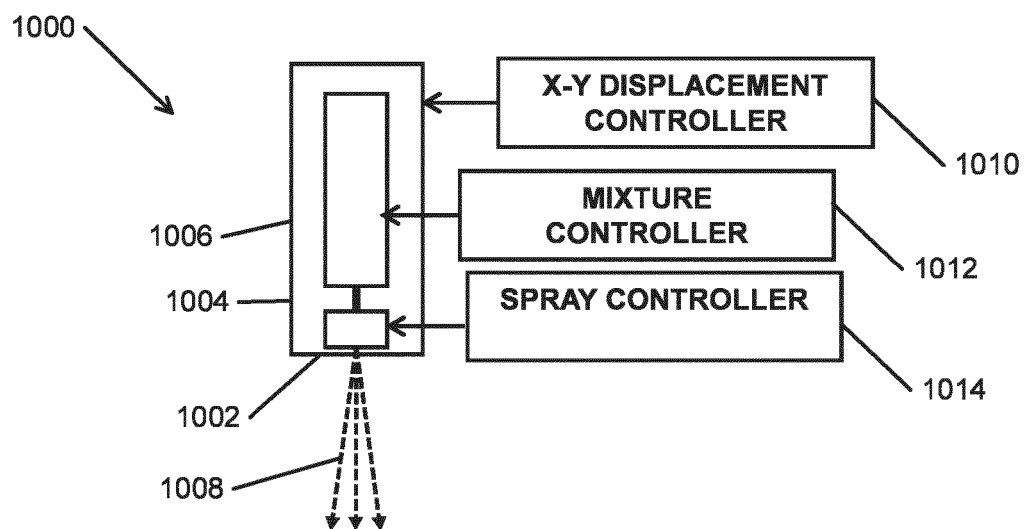 1000
X-Y DISPLACEMENT
CONTROLLER
1010
MIXTURE
CONTROLLER
1006
1012
1004
SPRAY CONTROLLER
1002
1014
1008